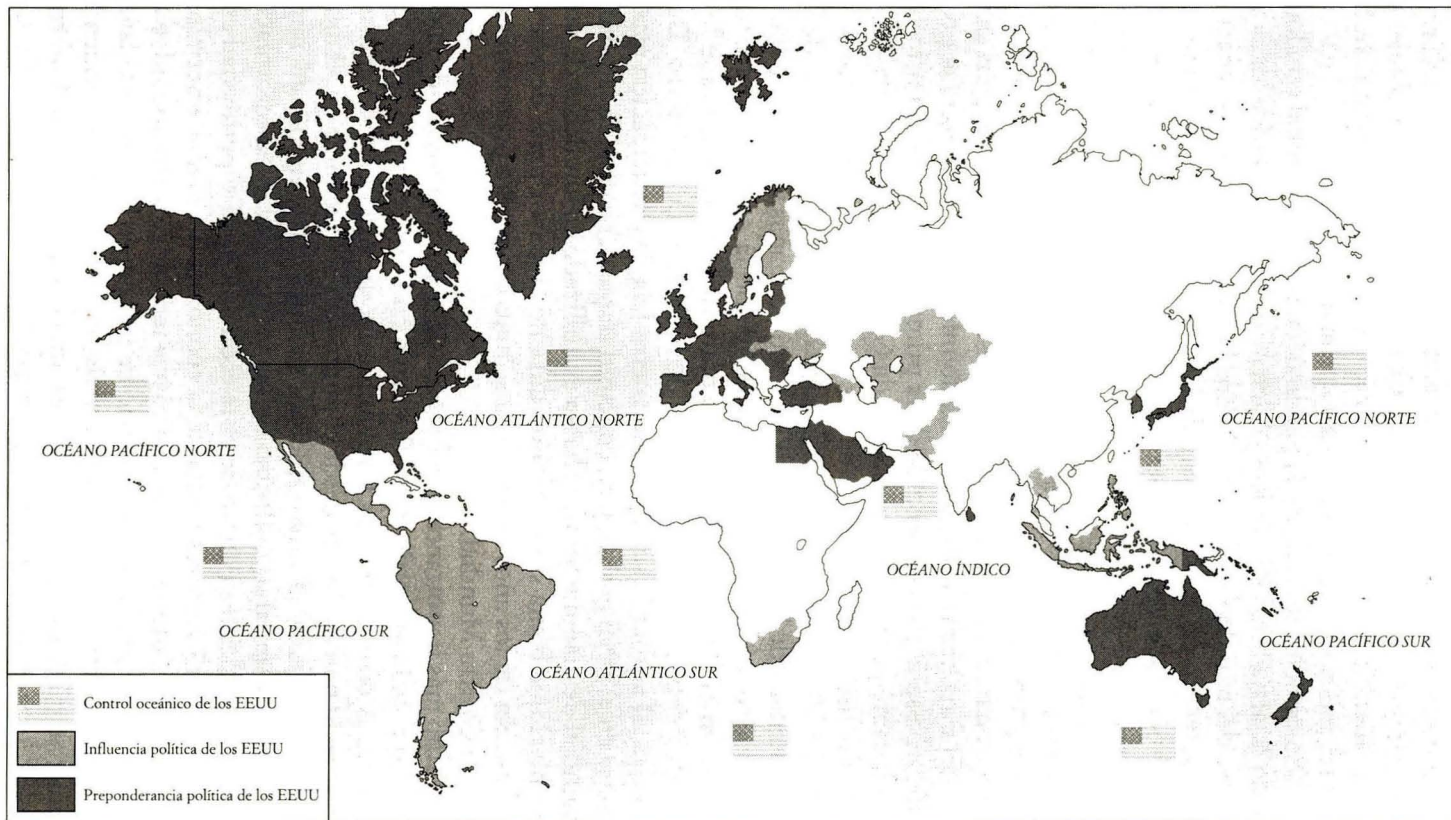 OCÉANO ATLÁNTICO NORTE
OCÉANO PACÍFICO NORTE
OCÉANO PACÍFICO NORTE
OCÉANO ÍNDICO
OCÉANO PACÍFICO SUR
OCÉANO PACÍFICO SUR
OCÉANO ATLÁNTICO SUR
Control oceánico de los EEUU
Influencia política de los EEUU
Preponderancia política de los EEUU